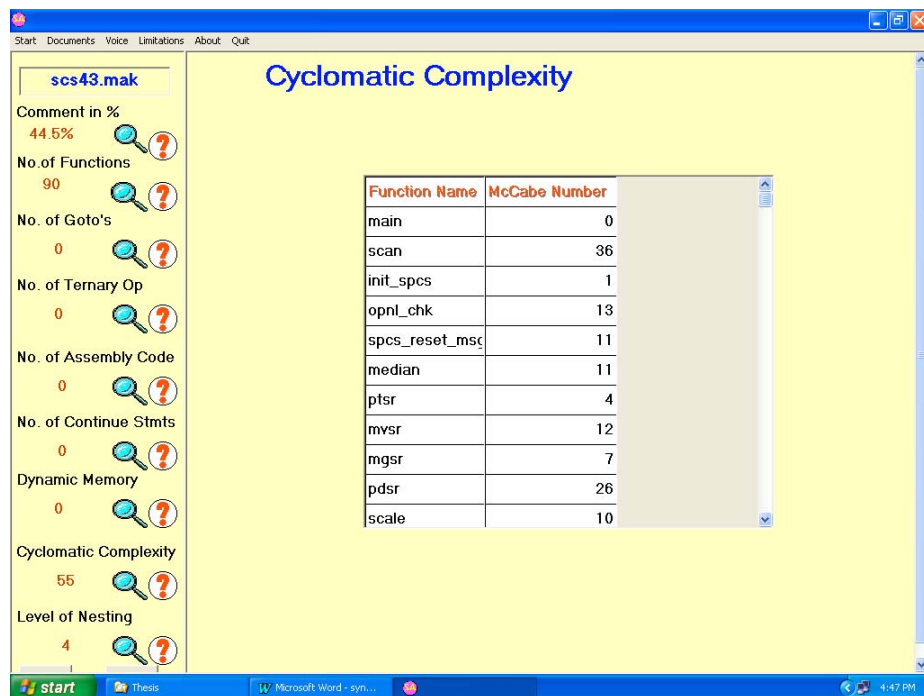 SA
Start Documents Voice Limitations About Quit
scs43.mak
Comment in %
44.5%
?
No.of Functions
90
?
No. of Goto's
0
?
No. of Ternary Op
0
?
No. of Assembly Code
0
?
No. of Continue Stmts
0
?
Dynamic Memory
0
?
Cyclomatic Complexity
55
?
Level of Nesting
4
?
Cyclomatic Complexity
Function Name McCabe Number
main 0
scan 36
init_spcs 1
opnl_chk 13
spcs_reset_msg 11
median 11
ptsr 4
mvsr 12
mgsr 7
pdsr 26
scale 10
start Thesis Microsoft Word - syn... SA 4:47 PM